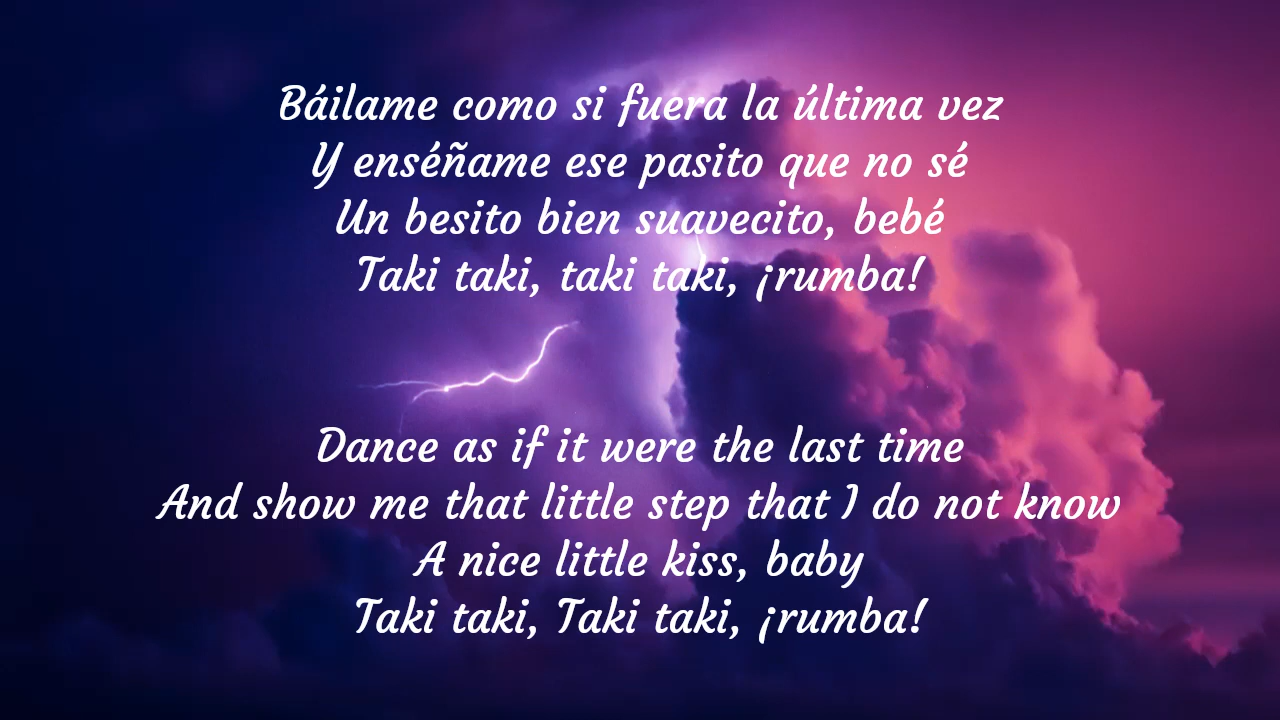 Báilame como si fuera la última vez
Y enséñame ese pasito que no sé
Un besito bien suavecito, bebé
Taki taki, taki taki, ¡rumba!
Dance as if it were the last time
And show me that little step that I do not know
A nice little kiss, baby
Taki taki, Taki taki, ¡rumba!